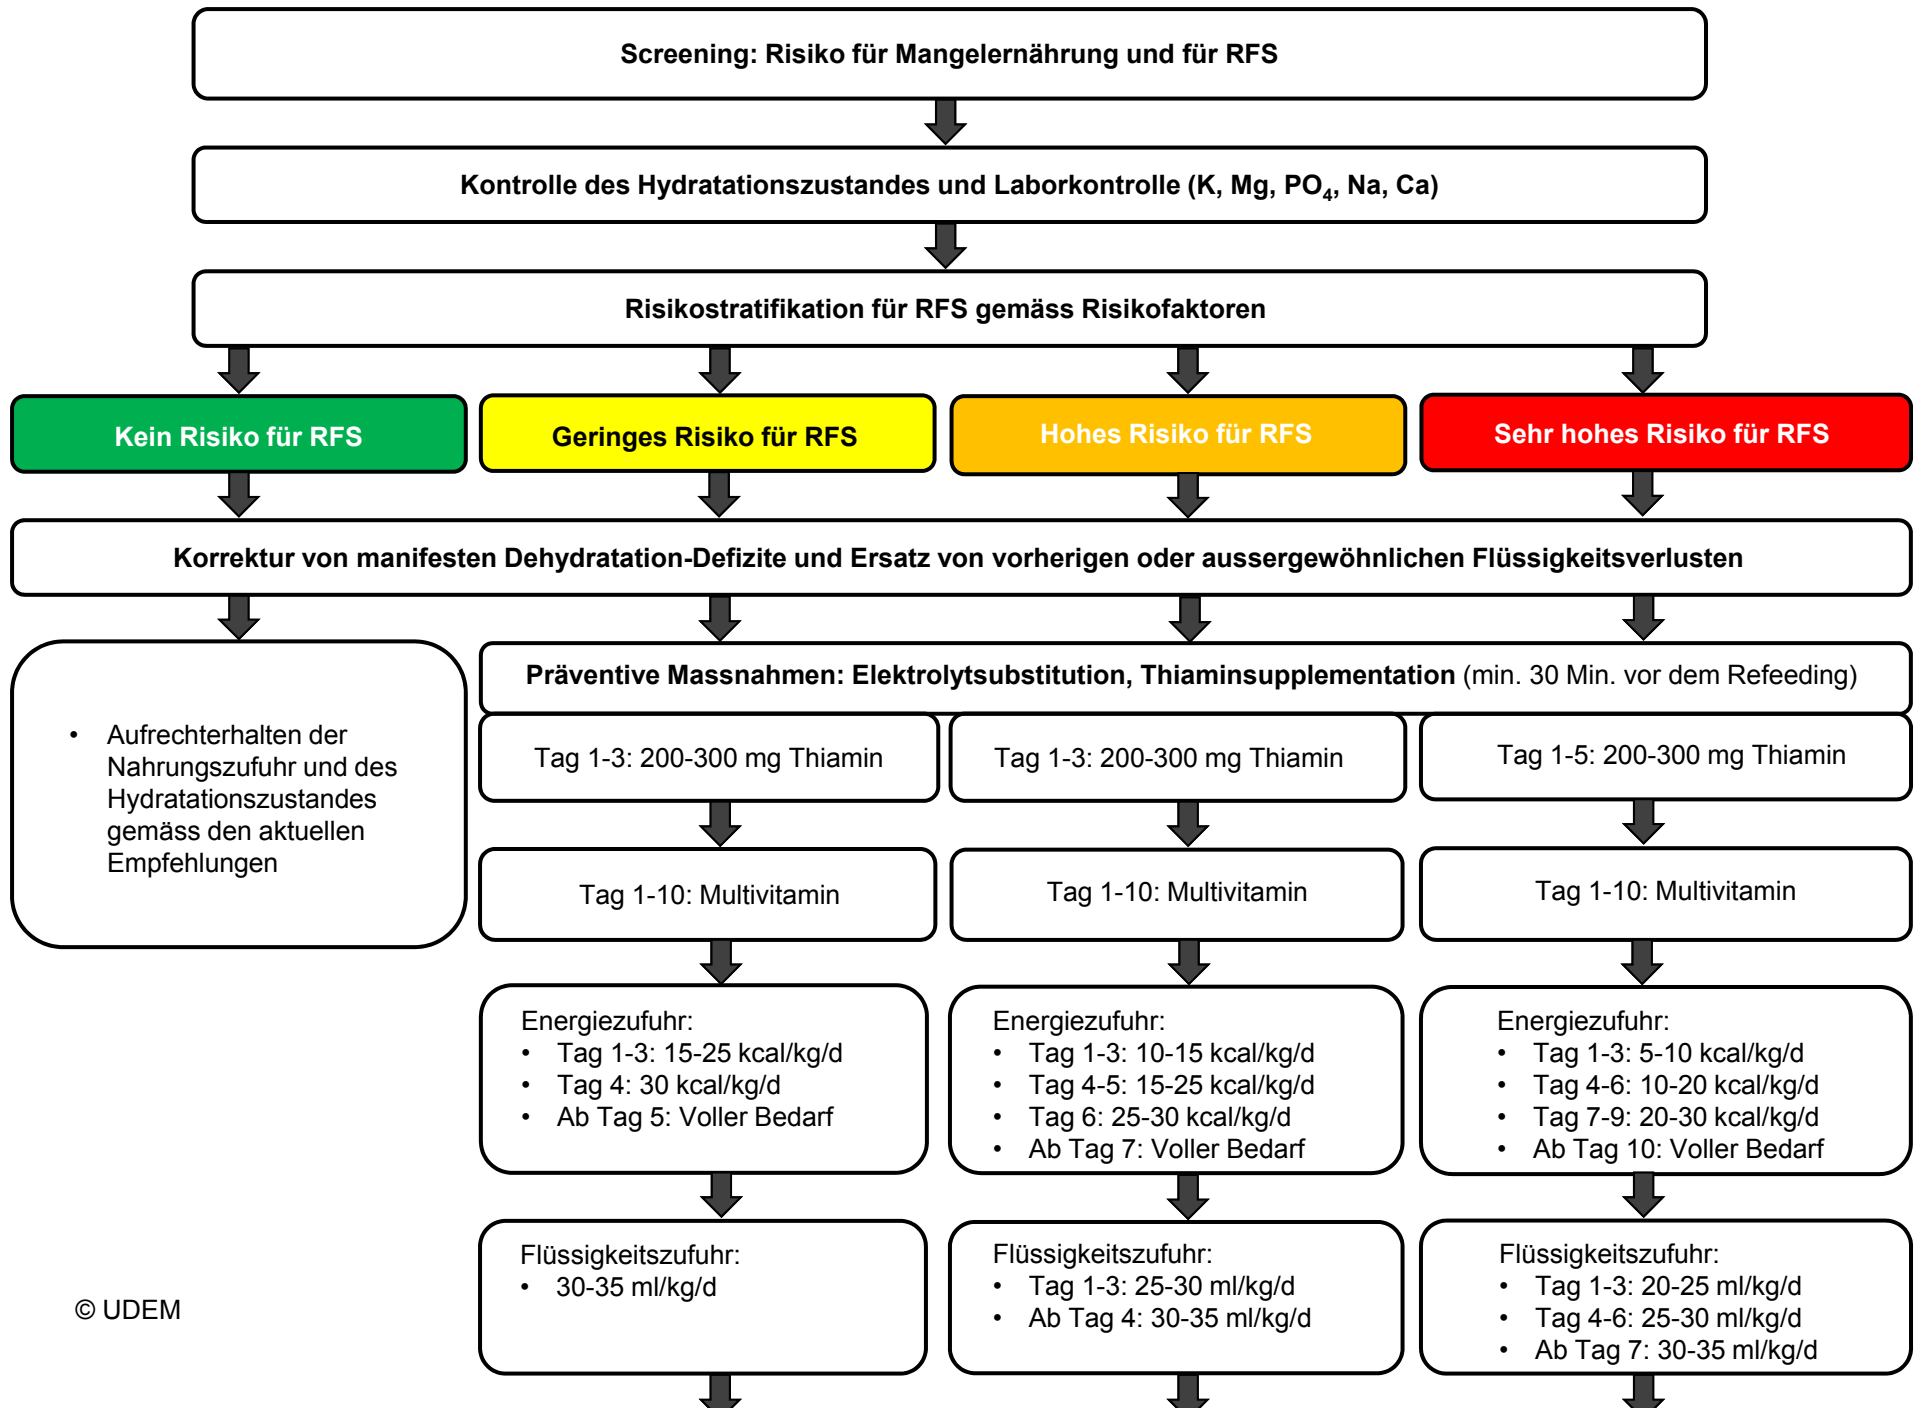 Screening: Risiko für Mangelernährung und für RFS
Kontrolle des Hydratationszustandes und Laborkontrolle (K, Mg, PO₄, Na, Ca)
Risikostratifikation für RFS gemäss Risikofaktoren
Kein Risiko für RFS
Geringes Risiko für RFS
Hohes Risiko für RFS
Sehr hohes Risiko für RFS
Korrektur von manifesten Dehydratation-Defizite und Ersatz von vorherigen oder aussergewöhnlichen Flüssigkeitsverlusten
• Aufrechterhalten der
Nahrungszufuhr und des
Hydratationszustandes
gemäss den aktuellen
Empfehlungen
Präventive Massnahmen: Elektrolytsubstitution, Thiaminsupplementation (min. 30 Min. vor dem Refeeding)
Tag 1-3: 200-300 mg Thiamin
Tag 1-3: 200-300 mg Thiamin
Tag 1-5: 200-300 mg Thiamin
Tag 1-10: Multivitamin
Tag 1-10: Multivitamin
Tag 1-10: Multivitamin
Energiezufuhr:
• Tag 1-3: 15-25 kcal/kg/d
• Tag 4: 30 kcal/kg/d
• Ab Tag 5: Voller Bedarf
Energiezufuhr:
• Tag 1-3: 10-15 kcal/kg/d
• Tag 4-5: 15-25 kcal/kg/d
• Tag 6: 25-30 kcal/kg/d
• Ab Tag 7: Voller Bedarf
Energiezufuhr:
• Tag 1-3: 5-10 kcal/kg/d
• Tag 4-6: 10-20 kcal/kg/d
• Tag 7-9: 20-30 kcal/kg/d
• Ab Tag 10: Voller Bedarf
Flüssigkeitszufuhr:
• 30-35 ml/kg/d
Flüssigkeitszufuhr:
• Tag 1-3: 25-30 ml/kg/d
• Ab Tag 4: 30-35 ml/kg/d
Flüssigkeitszufuhr:
• Tag 1-3: 20-25 ml/kg/d
• Tag 4-6: 25-30 ml/kg/d
• Ab Tag 7: 30-35 ml/kg/d
© UDEM